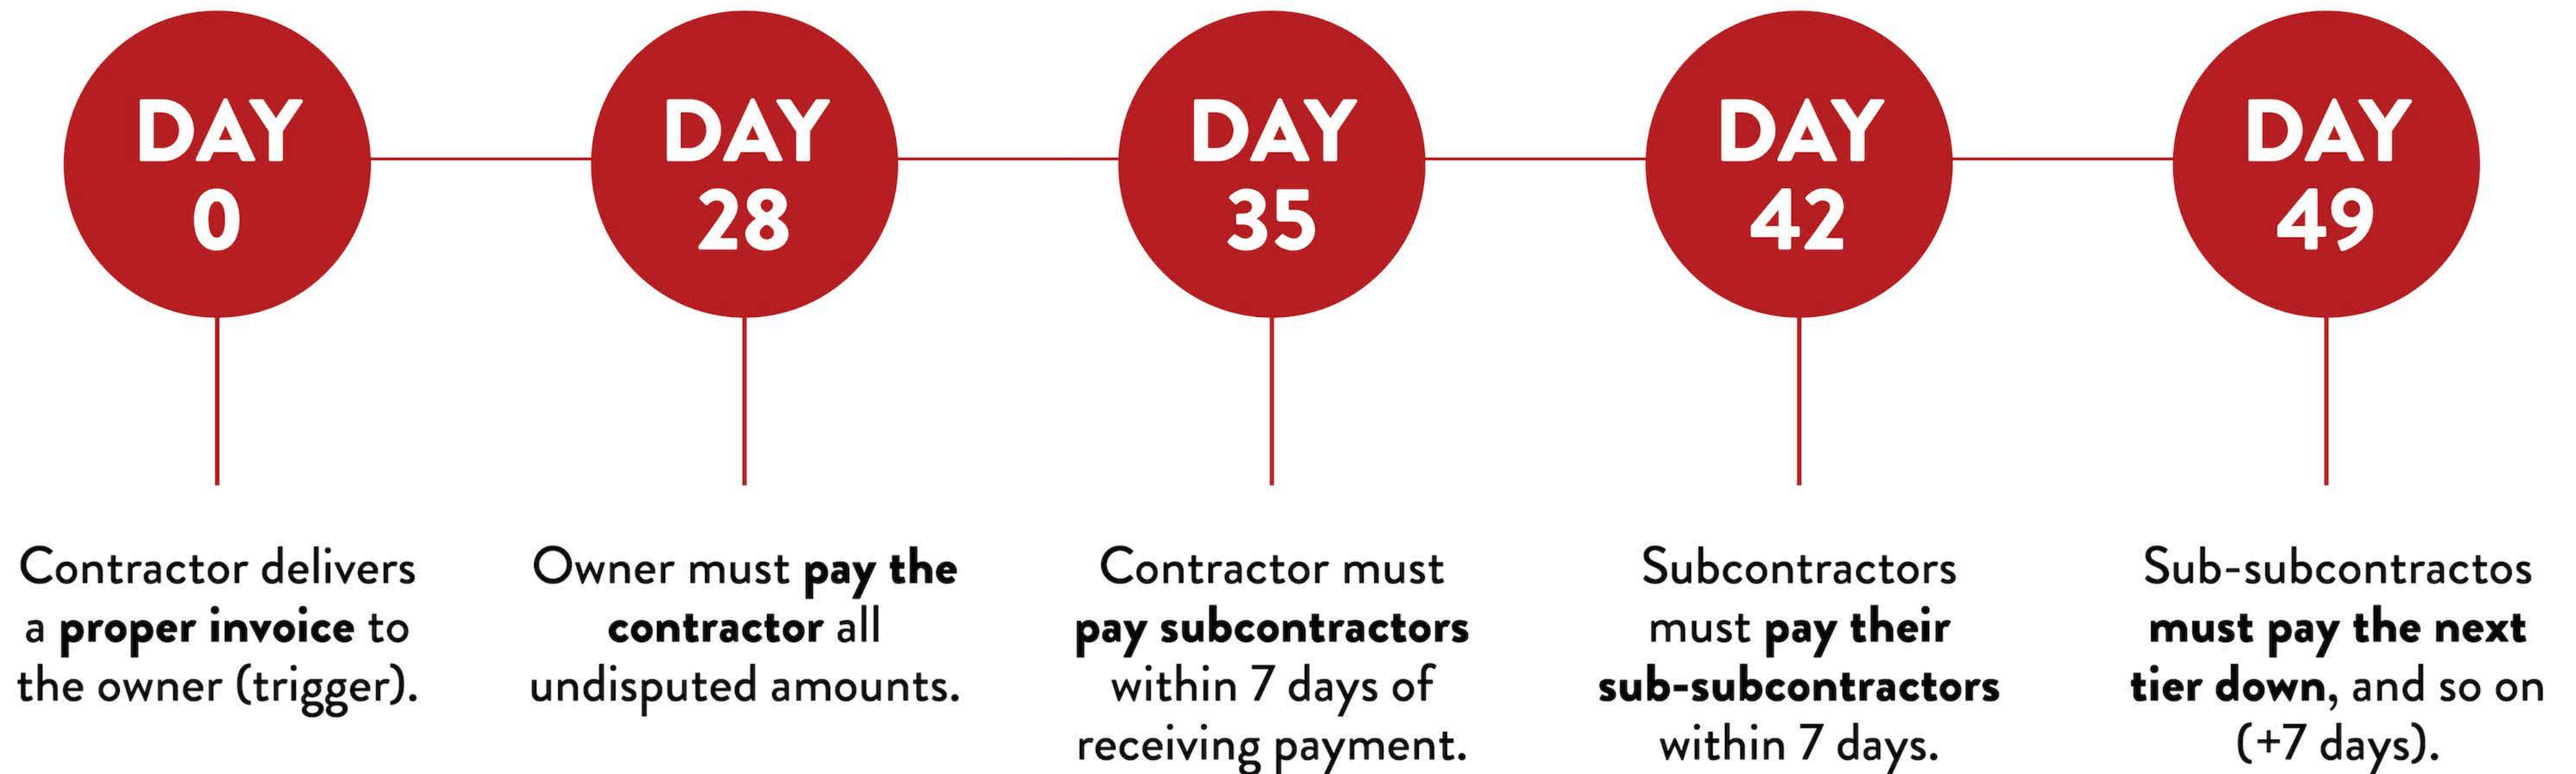 DAY
0
DAY
28
DAY
35
DAY
42
DAY
49
Contractor delivers
a proper invoice to
the owner (trigger).
Owner must pay the
contractor all
undisputed amounts.
Contractor must
pay subcontractors
within 7 days of
receiving payment.
Subcontractors
must pay their
sub-subcontractors
within 7 days.
Sub-subcontractos
must pay the next
tier down, and so on
(+7 days).